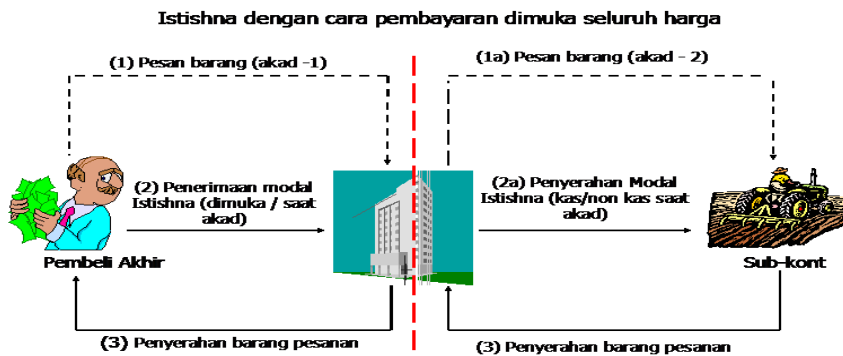 Istishna dengan cara pembayaran dimuka seluruh harga
(1) Pesan barang (akad -1)
(1a) Pesan barang (akad - 2)
(2) Penerimaan modal
Istishna (dimuka / saat
akad)
(2a) Penyerahan Modal
Istishna (kas/non kas saat
akad)
Pembeli Akhir
Sub-kont
(3) Penyerahan barang pesanan
(3) Penyerahan barang pesanan